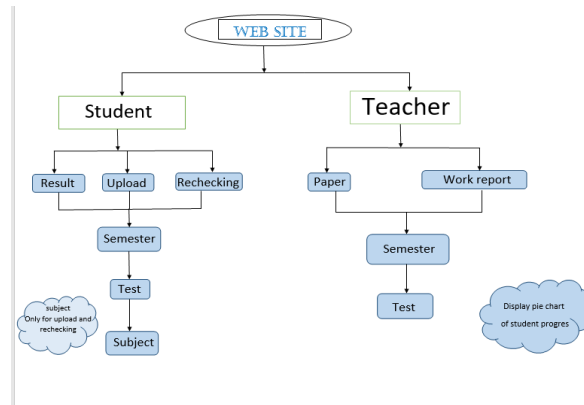 WEB SITE
Student
Teacher
Result
Upload
Rechecking
Paper
Work report
Semester
Semester
Test
Test
subject
Only for upload and
rechecking
Subject
Display pie chart
of student progres